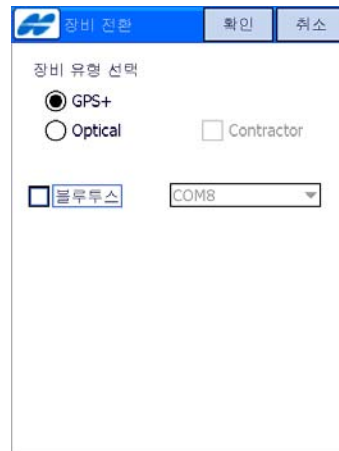 장비 전환 확인 취소
장비 유형 선택
GPS+
Optical Contractor
블루투스 COM8